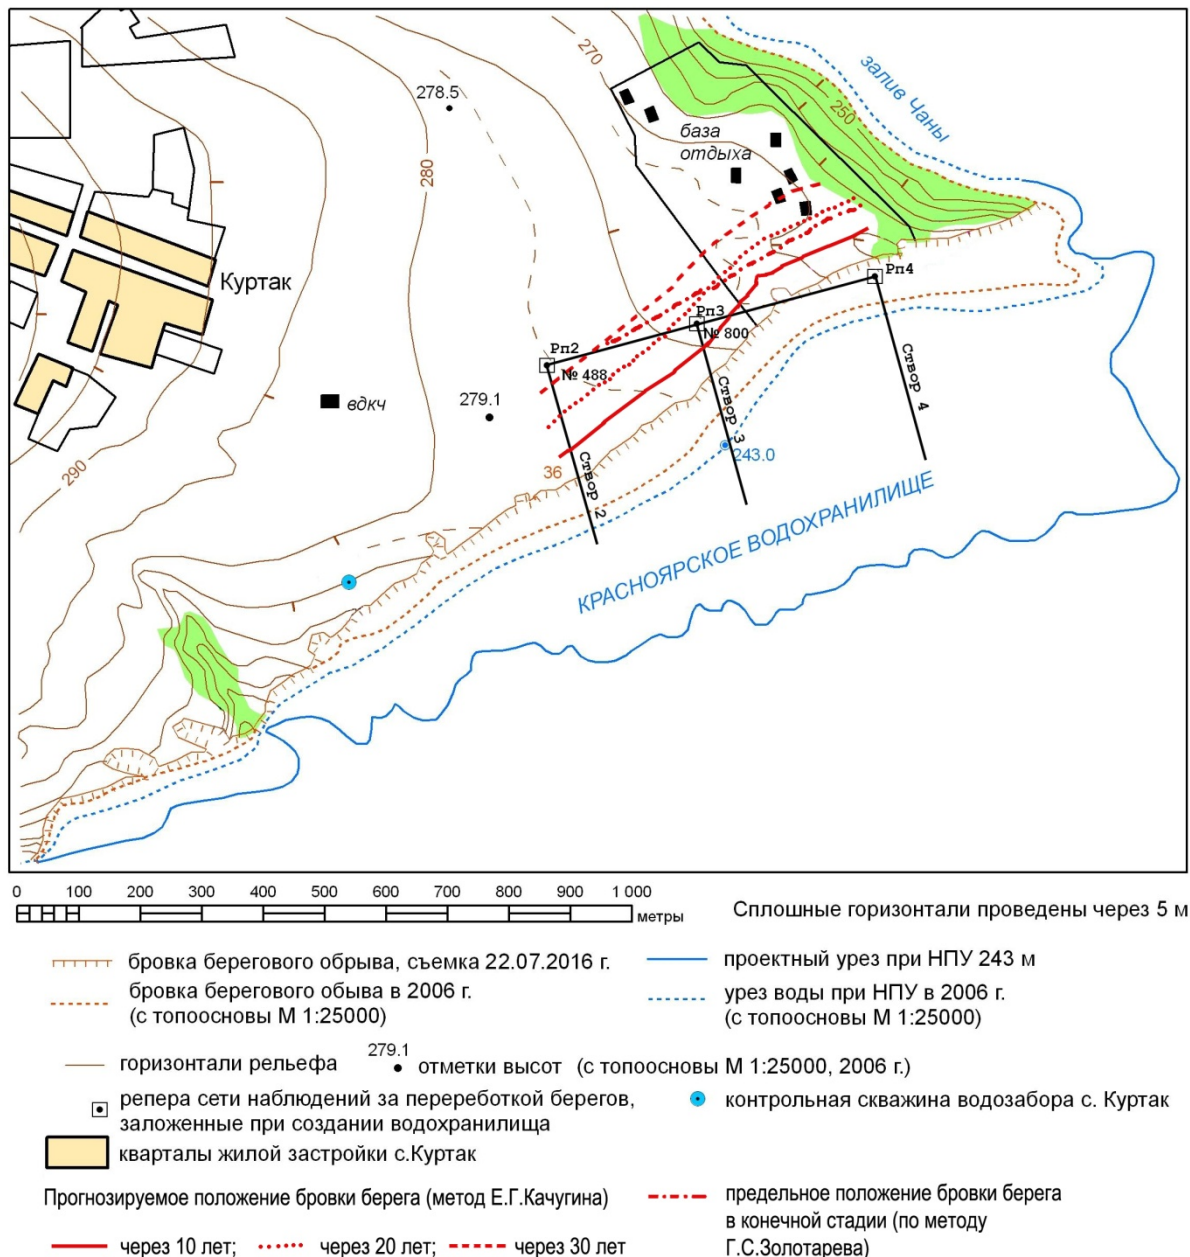 270
залив Чаны
278.5
250
база
отдыха
280
Куртак
Рп4
Рп3
№ 800
Рп2
№ 488
279.1
вдкч
Створ 4
Створ 3
243.0
36
Створ 2
290
КРАСНОЯРСКОЕ ВОДОХРАНИЛИЩЕ
0 100 200 300 400 500 600 700 800 900 1 000
метры
Сплошные горизонтали проведены через 5 м
бровка берегового обрыва, съемка 22.07.2016 г.
бровка берегового обыва в 2006 г.
(с топоосновы М 1:25000)
проектный урез при НПУ 243 м
урез воды при НПУ в 2006 г.
(с топоосновы М 1:25000)
горизонтали рельефа
279.1
отметки высот (с топоосновы М 1:25000, 2006 г.)
репера сети наблюдений за переработкой берегов,
заложенные при создании водохранилища
контрольная скважина водозабора с. Куртак
кварталы жилой застройки с.Куртак
Прогнозируемое положение бровки берега (метод Е.Г.Качугина)
через 10 лет; через 20 лет; через 30 лет
предельное положение бровки берега
в конечной стадии (по методу
Г.С.Золотарева)